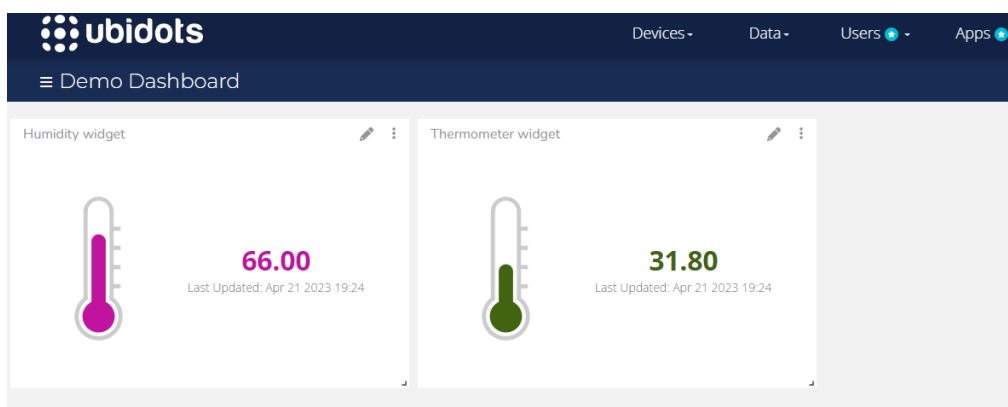 ubidots
Devices
Data
Users
Apps
Demo Dashboard
Humidity widget
Thermometer widget
66.00
Last Updated: Apr 21 2023 19:24
31.80
Last Updated: Apr 21 2023 19:24